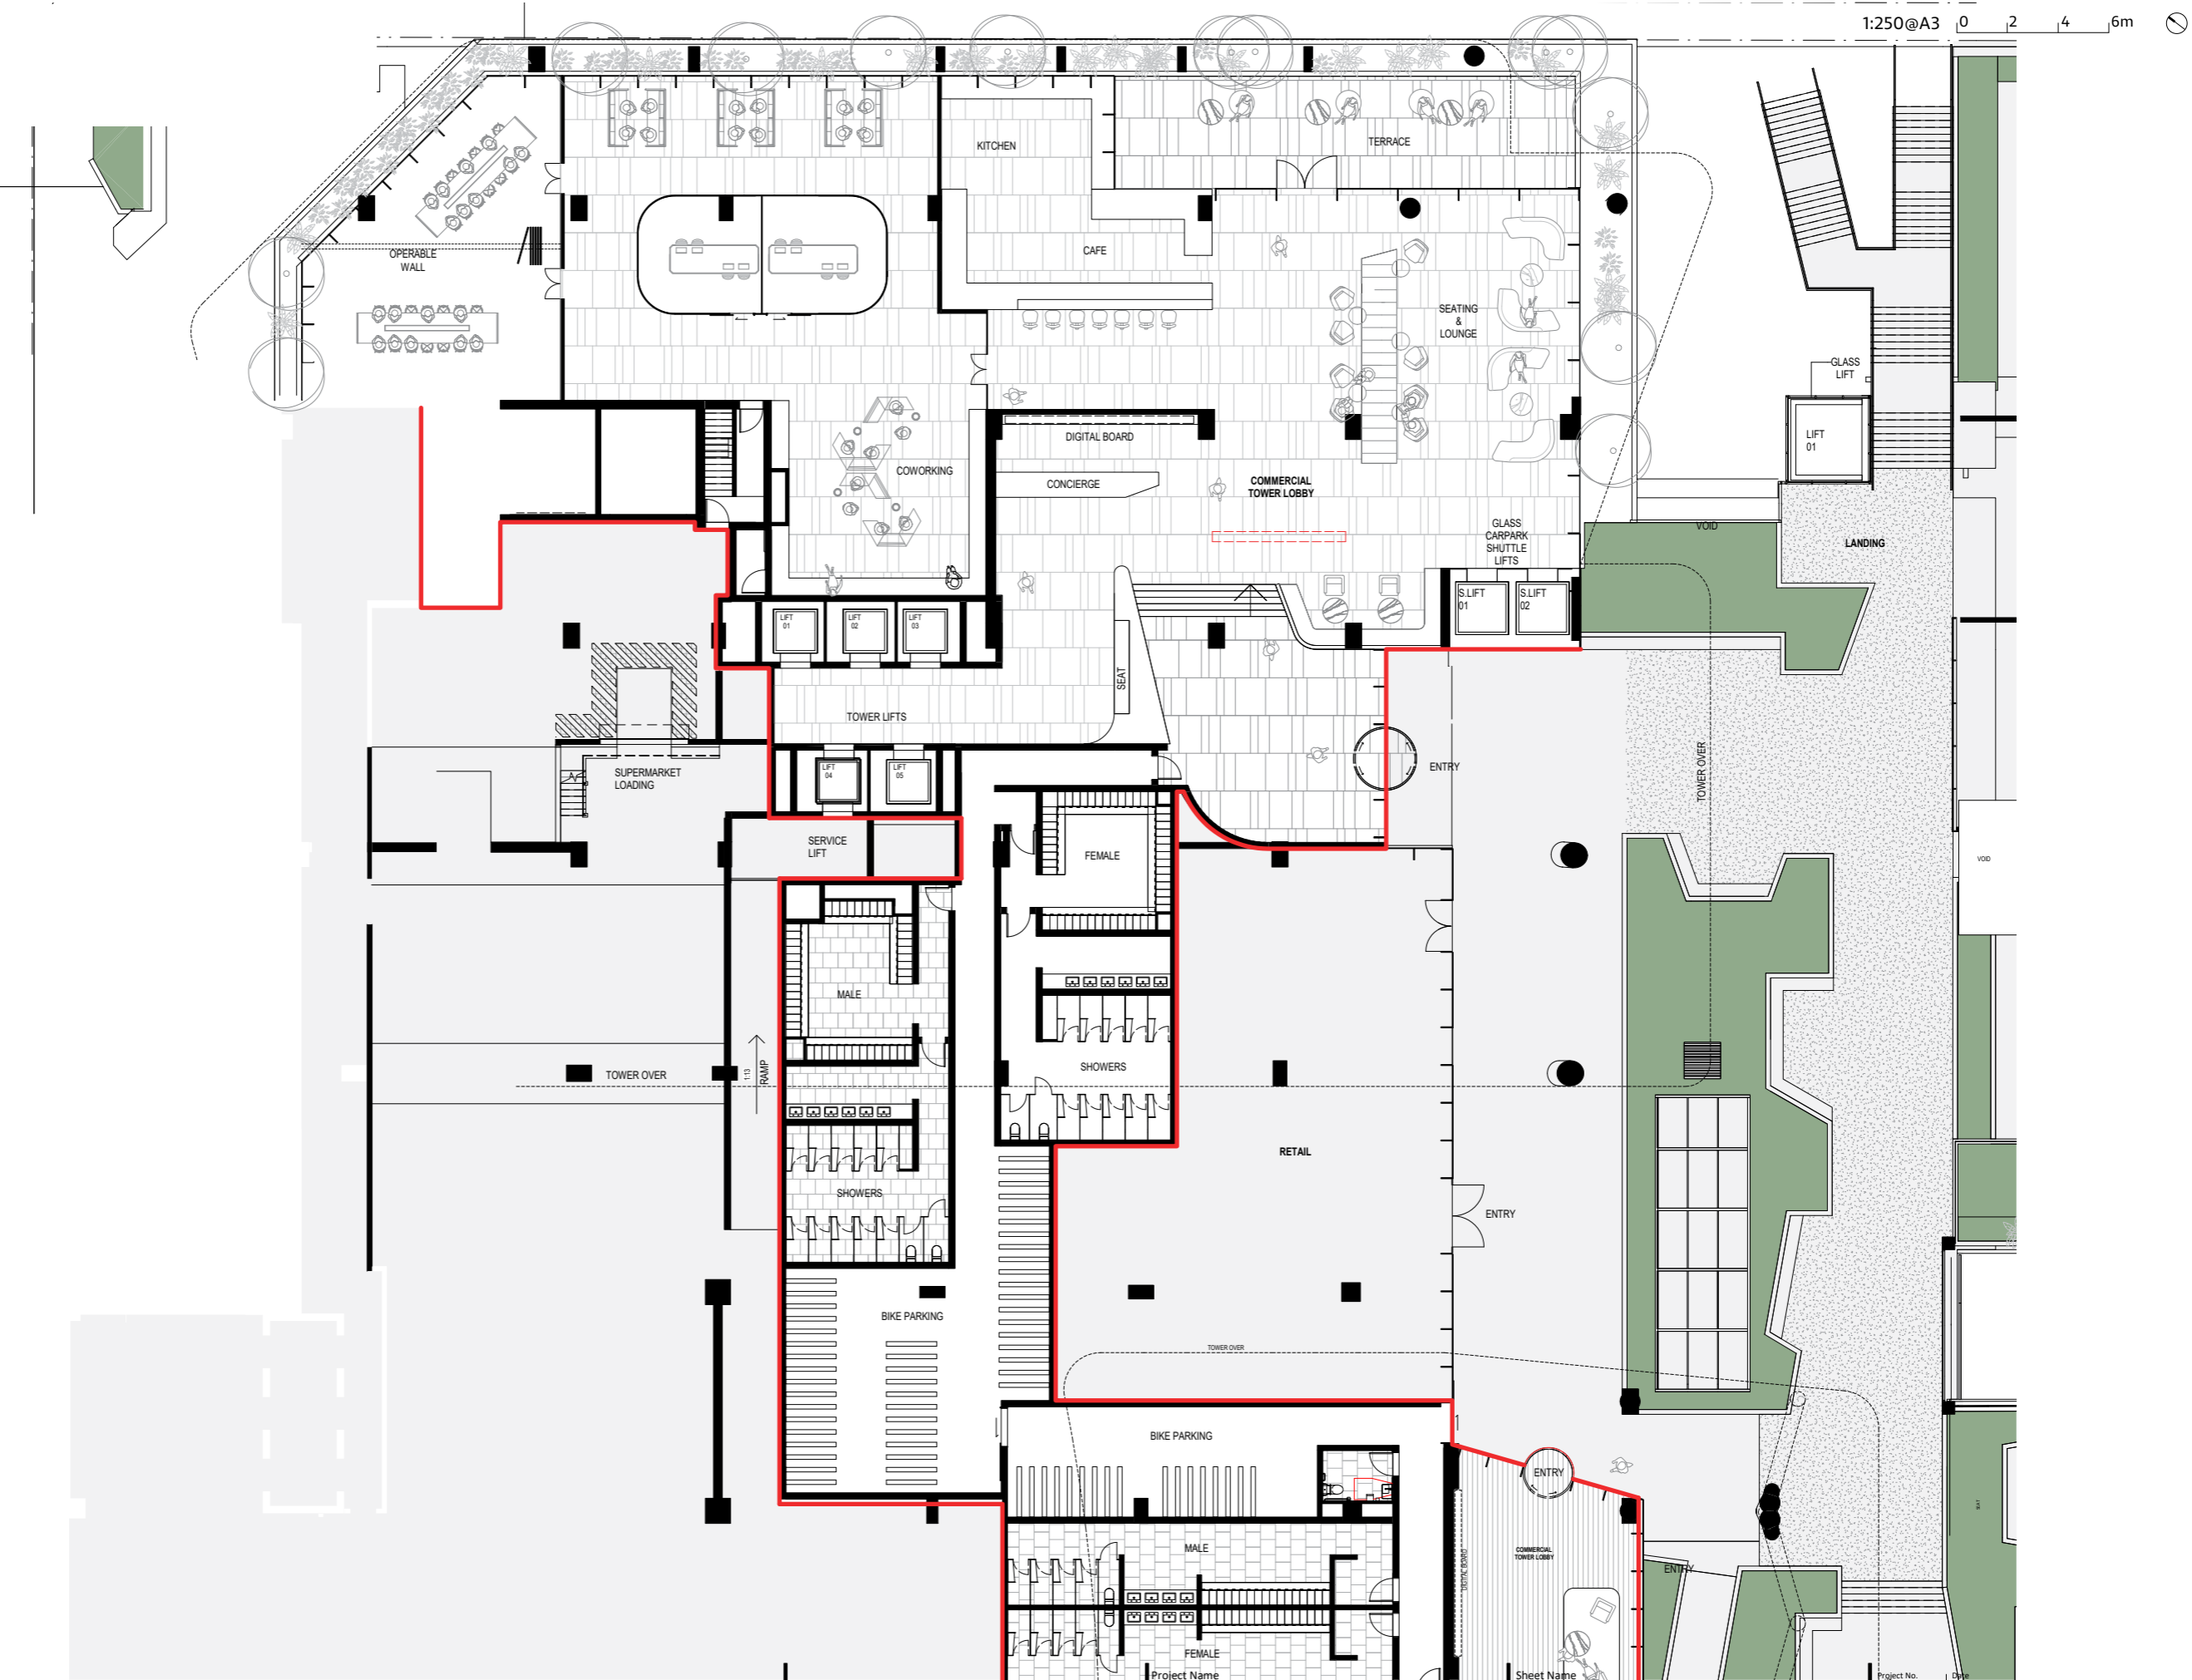 1:250@A3 0 2 4 6m
KITCHEN
TERRACE
OPERABLE
WALL
CAFE
SEATING
&
LOUNGE
GLASS
LIFT
LIFT
01
DIGITAL BOARD
COWORKING
CONCIERGE
COMMERCIAL
TOWER LOBBY
GLASS
CARPARK
SHUTTLE
LIFTS
VOID
LANDING
S.LIFT
01
S.LIFT
02
LIFT
01
LIFT
02
LIFT
03
SEAT
TOWER LIFTS
TOWER OVER
ENTRY
SUPERMARKET
LOADING
LIFT
04
LIFT
05
SERVICE
LIFT
FEMALE
VOID
MALE
SHOWERS
TOWER OVER
1:13
RAMP
RETAIL
SHOWERS
ENTRY
BIKE PARKING
TOWER OVER
BIKE PARKING
ENTRY
SEAT
MALE
DIGITAL BOARD
COMMERCIAL
TOWER LOBBY
ENTRY
FEMALE
Project Name
Sheet Name
Project No.
Date